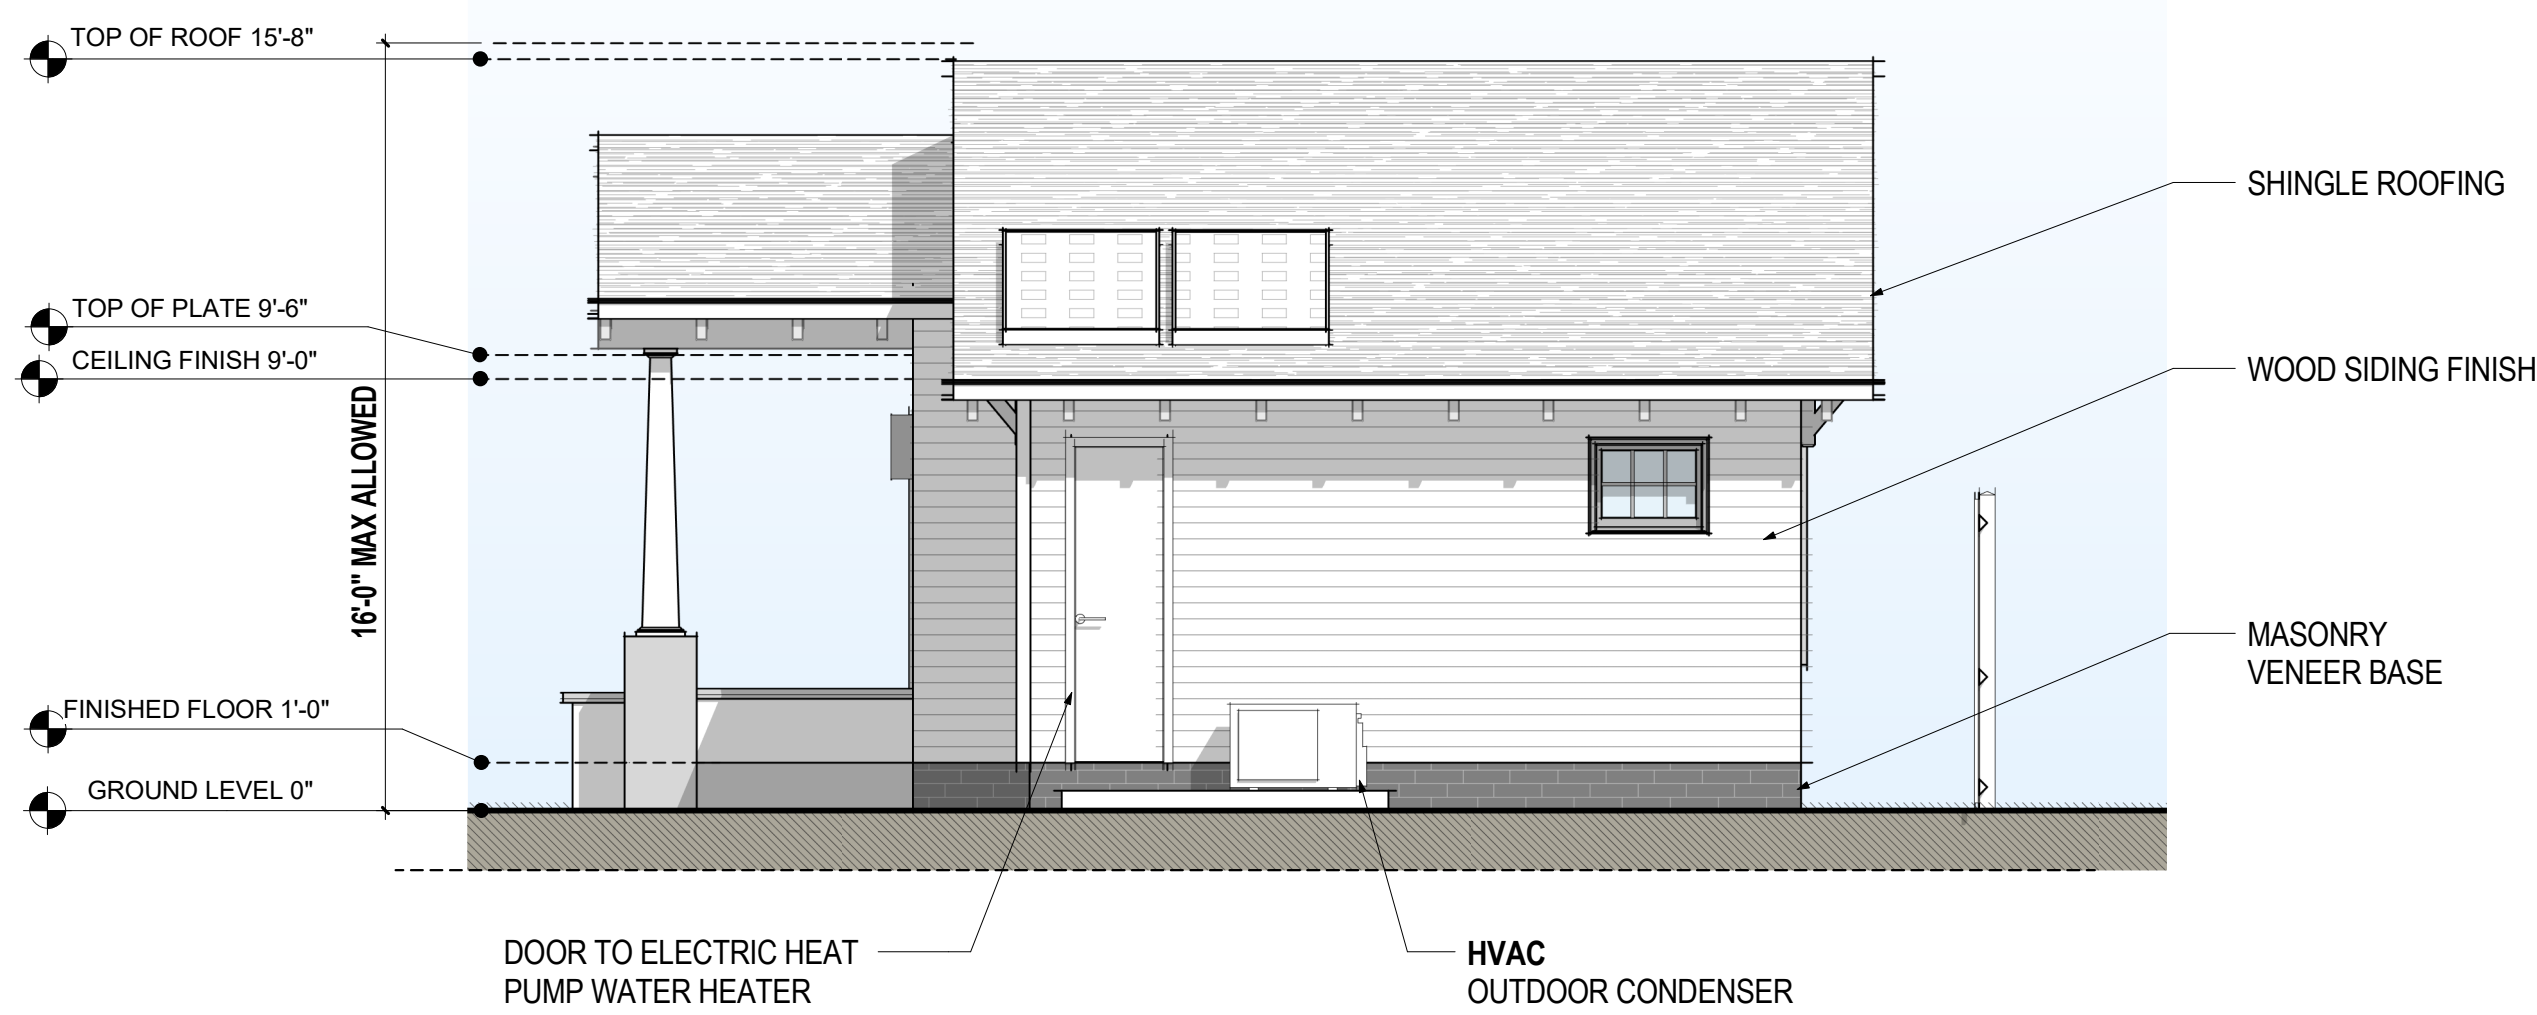 TOP OF ROOF 15'-8"
TOP OF PLATE 9'-6"
CEILING FINISH 9'-0"
16'-0" MAX ALLOWED
FINISHED FLOOR 1'-0"
GROUND LEVEL 0"
SHINGLE ROOFING
WOOD SIDING FINISH
MASONRY
VENEER BASE
DOOR TO ELECTRIC HEAT
PUMP WATER HEATER
HVAC
OUTDOOR CONDENSER